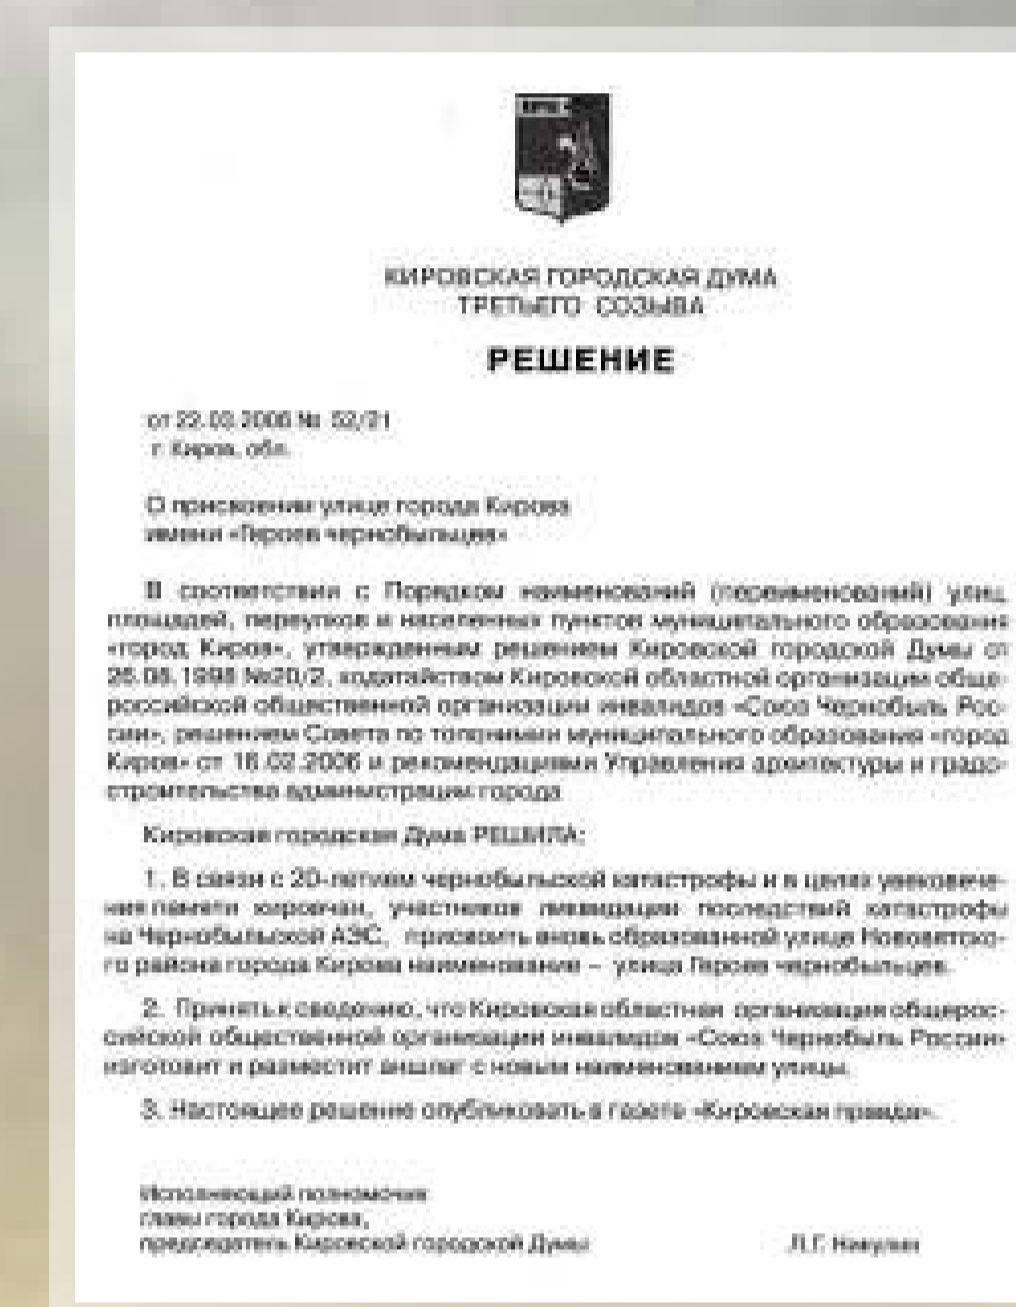 КИРОВСКАЯ ГОРОДСКАЯ ДУМА
ТРЕТЬЕГО СОЗЫВА
РЕШЕНИЕ
от 22.03.2006 № 52/21
г. Киров, обл.
О присвоении улице города Кирова
имени «Героев чернобыльцев»
В соответствии с Порядком наименований (переименований) улиц,
площадей, переулков и населенных пунктов муниципального образования
«город Киров», утвержденным решением Кировской городской Думы от
№20/2, ходатайством Кировской областной организации обще-
российской общественной организации инвалидов «Союз Чернобыль Рос-
сии», решением Совета по топонимии муниципального образования «город
Киров» от 16.02.2006 и рекомендациями Управления архитектуры и градо-
строительства администрации города
Кировская городская Дума РЕШИЛА:
1. В связи с 20-летием чернобыльской катастрофы и в целях увековече-
ния памяти кировчан, участников ликвидации последствий катастрофы
на Чернобыльской АЭС, присвоить вновь образованной улице Нововятско-
го района города Кирова наименование – улица Героев чернобыльцев.
2. Принять к сведению, что Кировская областная организация общерос-
сийской общественной организации инвалидов «Союз Чернобыль России»
изготовит и разместит аншлаг с новым наименованием улицы.
3. Настоящее решение опубликовать в газете «Кировская правда».
Исполняющий полномочия
главы города Кирова,
председатель Кировской городской Думы Л.Г. Никулин